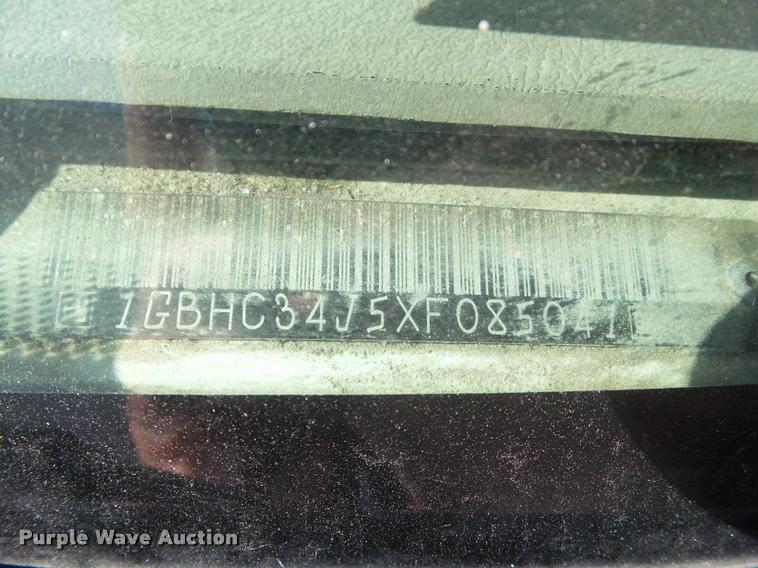 1GBHC34J5XF085041
Purple Wave Auction